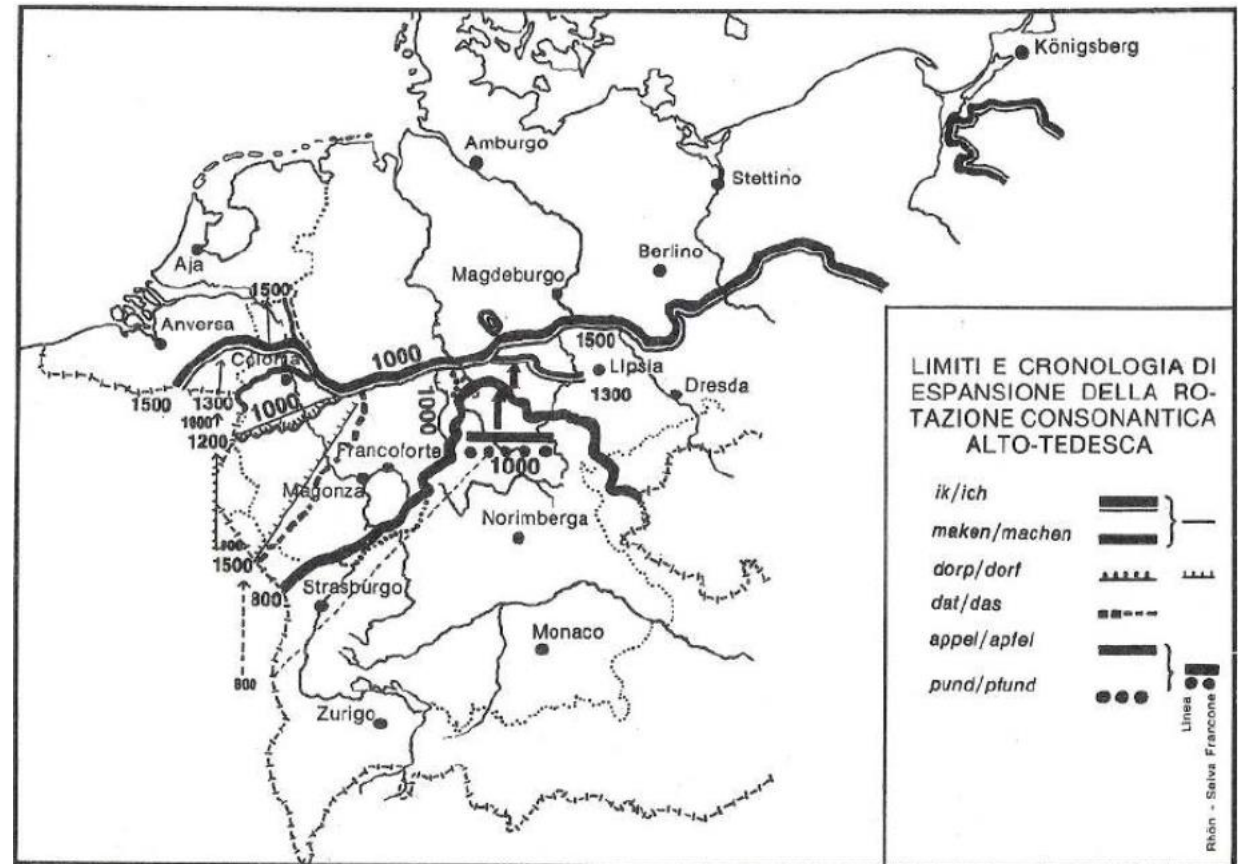 Königsberg
Amburgo
Stettino
Aja
Berlino
Magdeburgo
1500
Anversa
1000
1500
Colonia
Lipsia
1500
1300
1000
1000
1300
Dresda
1000
1200
Francoforte
1000
Magonza
Norimberga
1500
800
Strasburgo
Monaco
800
Zurigo
LIMITI E CRONOLOGIA DI
ESPANSIONE DELLA RO-
TAZIONE CONSONANTICA
ALTO-TEDESCA
ik/ich
maken/machen
dorp/dorf
dat/das
appel/apfel
pund/pfund
Linea
Rhön - Selva Francone